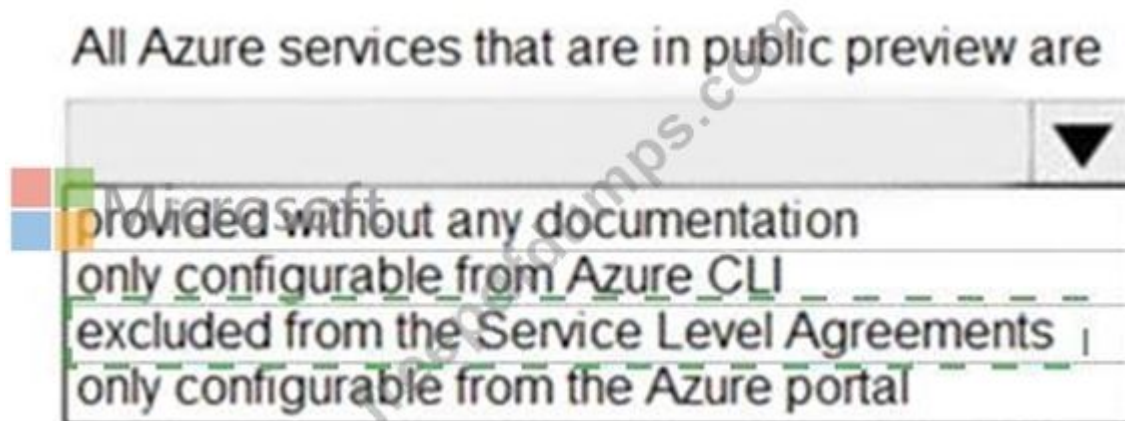 All Azure services that are in public preview are
Microsoft
provided without any documentation
only configurable from Azure CLI
excluded from the Service Level Agreements
only configurable from the Azure portal